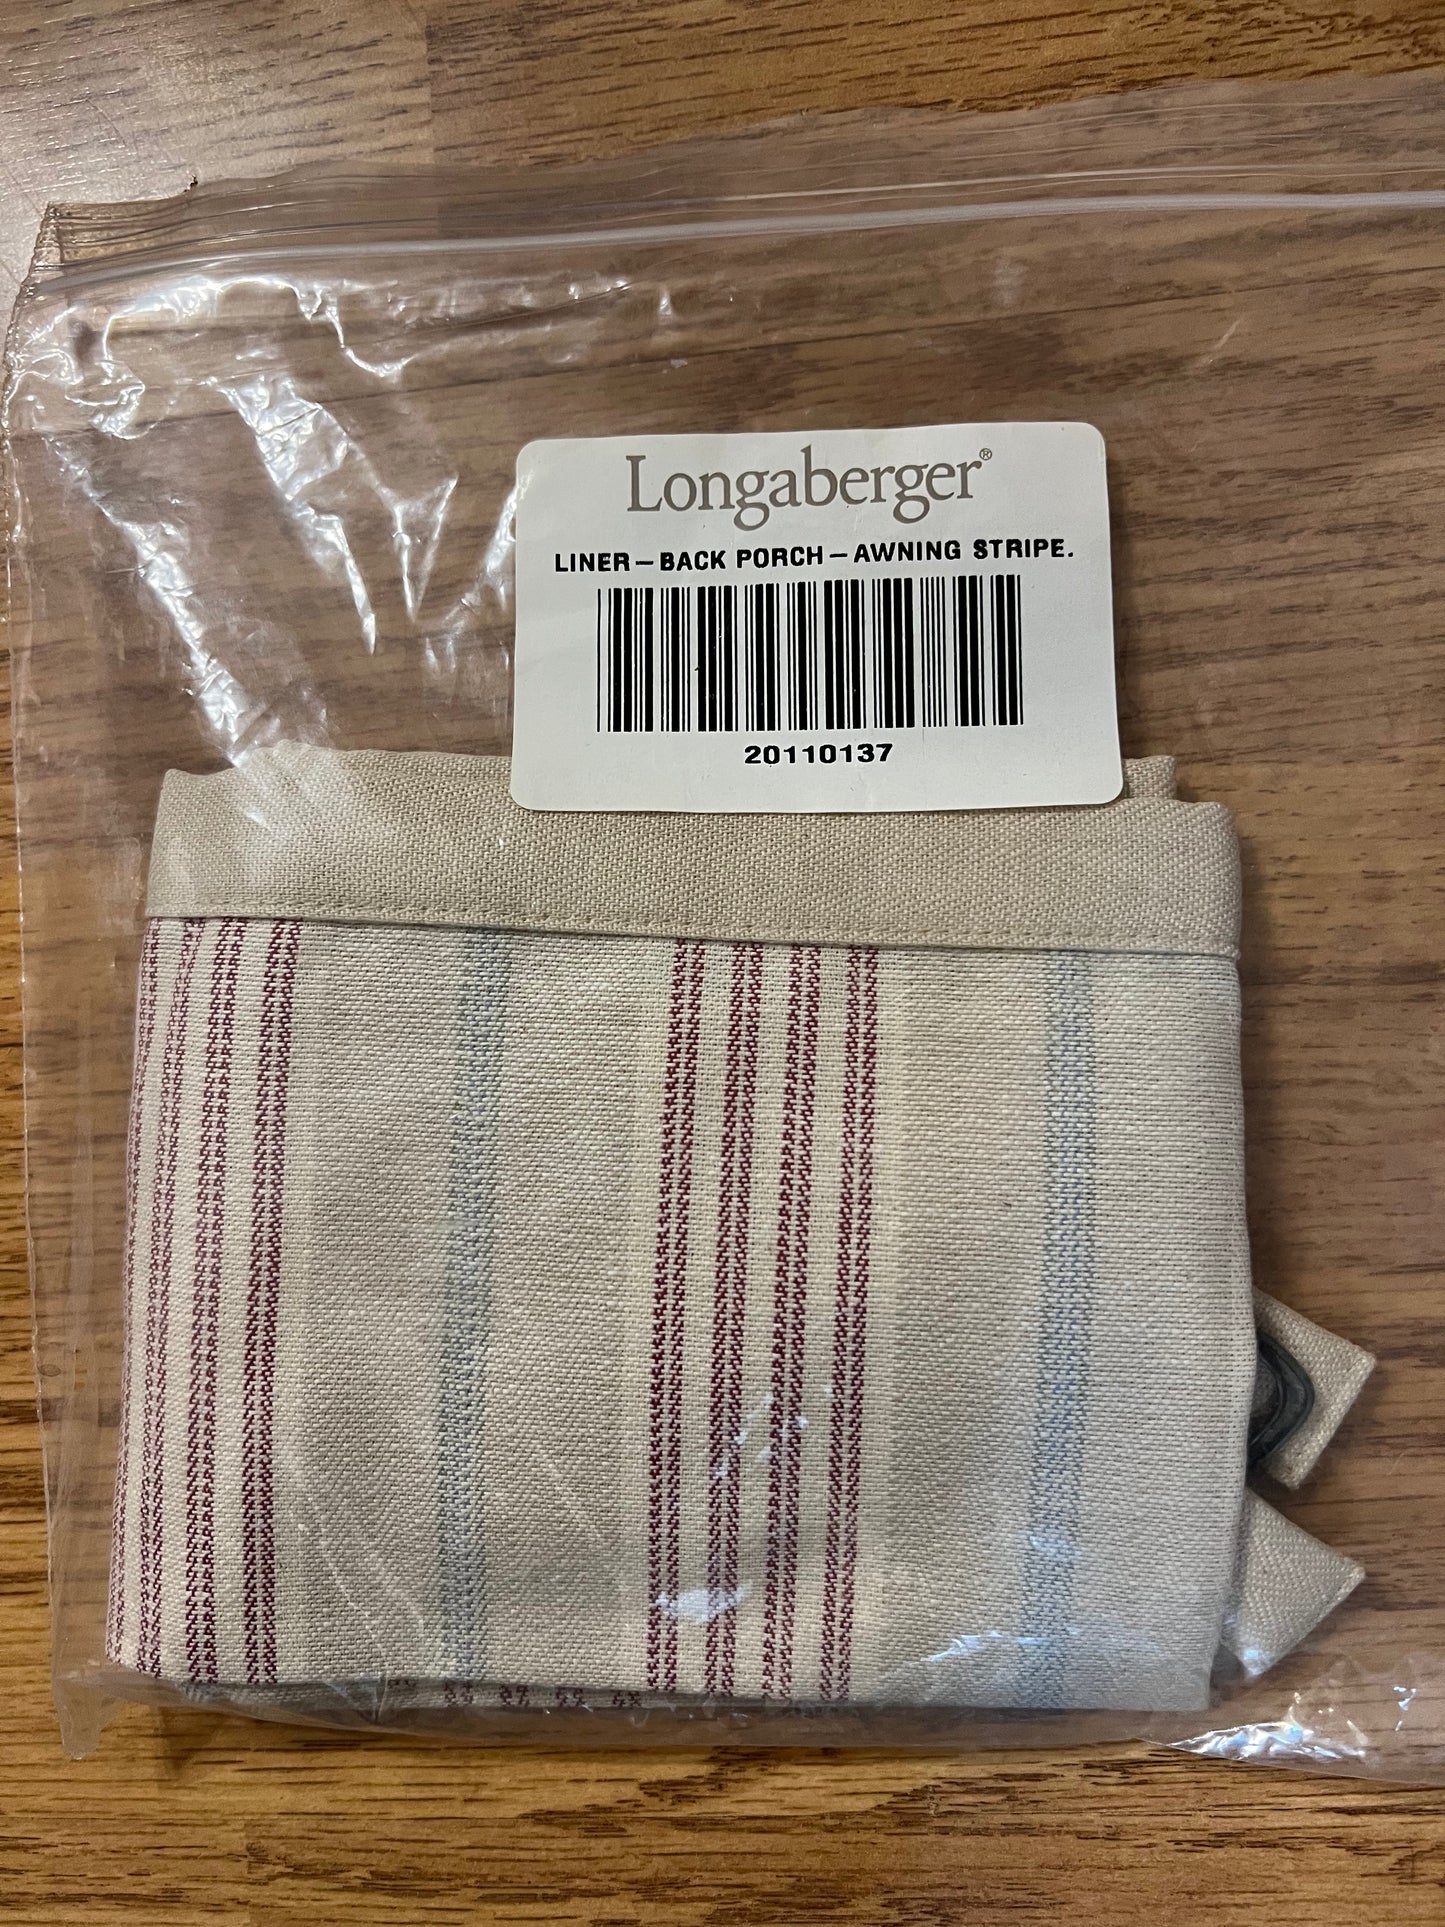 Longaberger®
LINER—BACK PORCH—AWNING STRIPE.
20110137